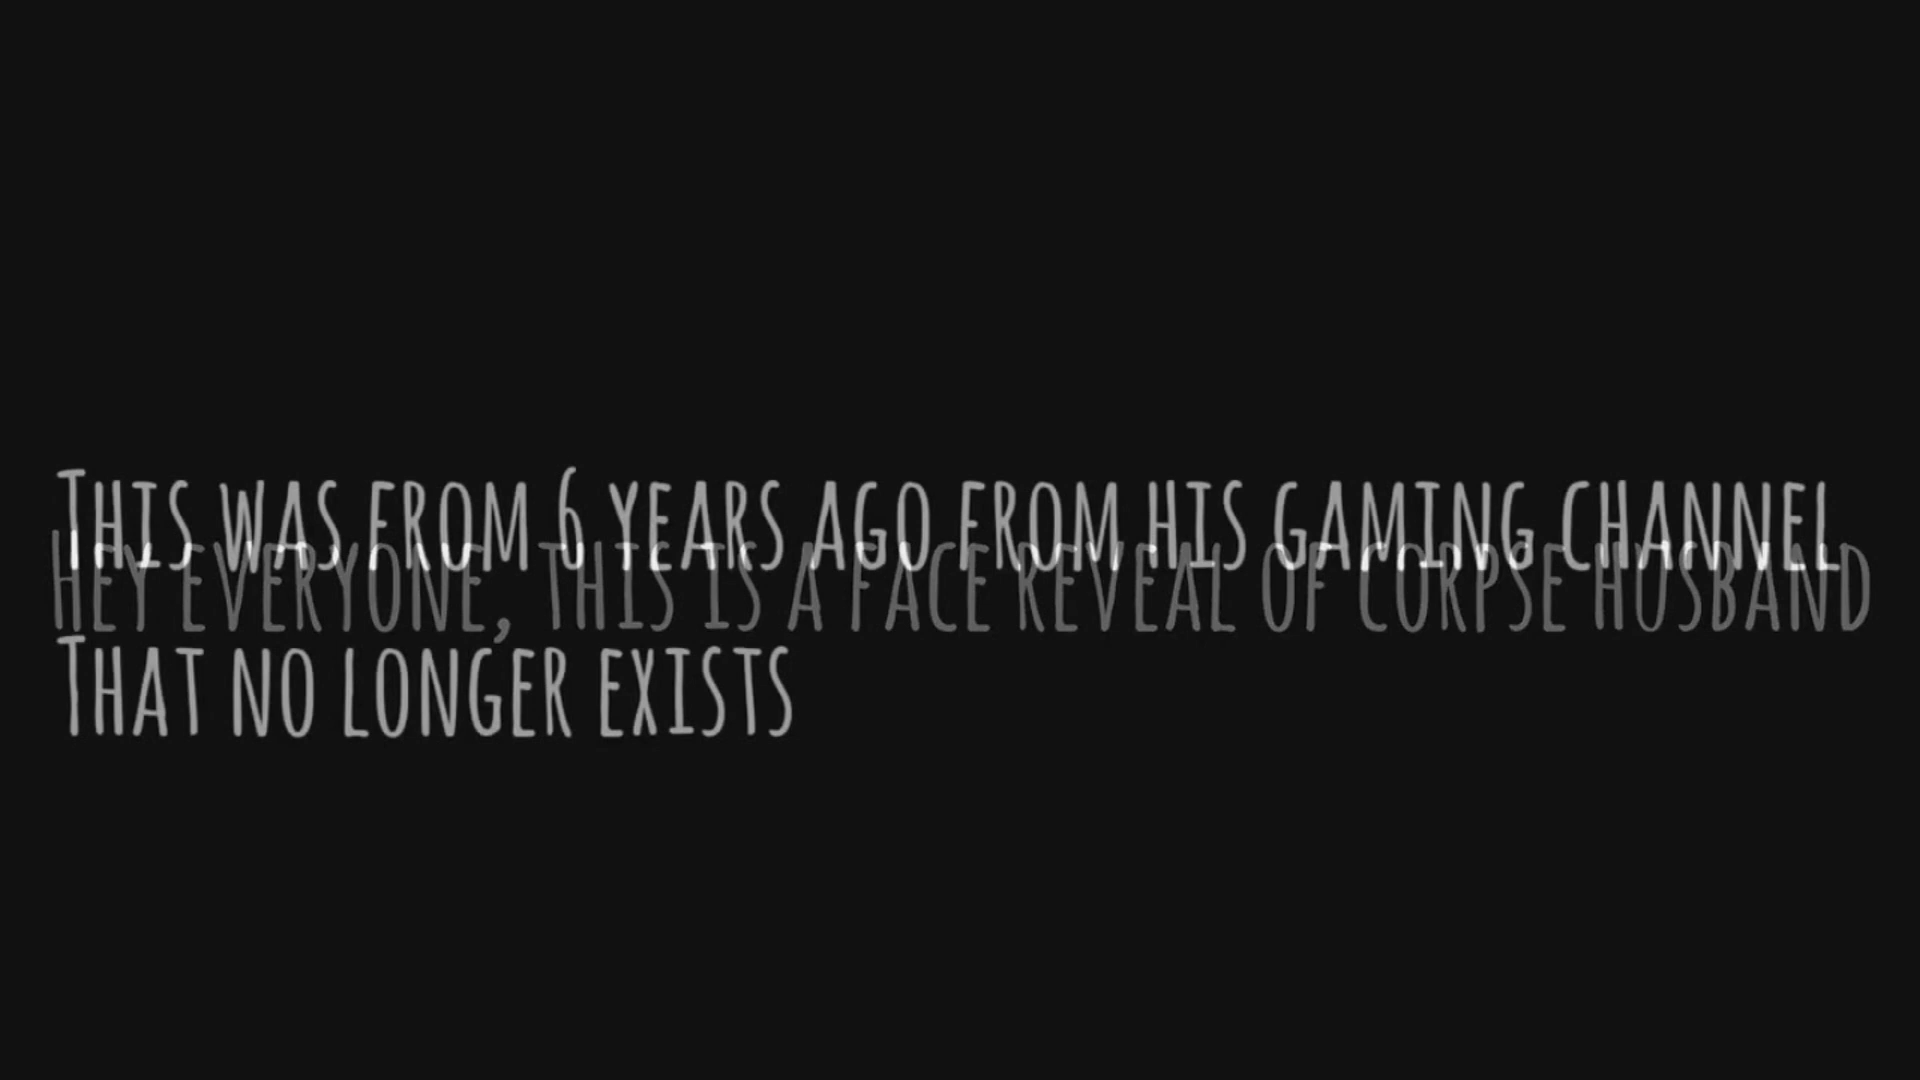 This was from 6 years ago from his gaming channel
Hey everyone, this is a face reveal of Corpse Husband
That no longer exists